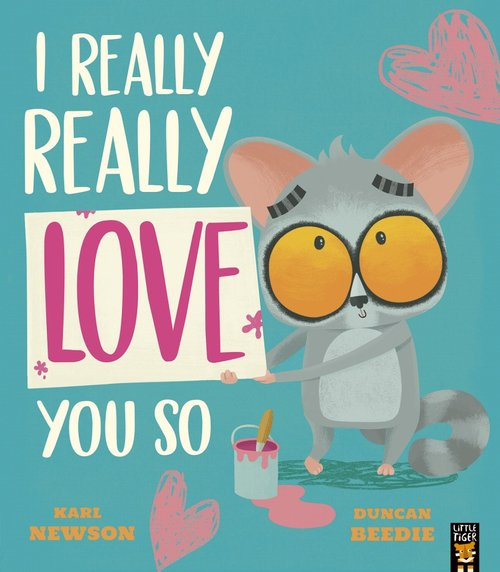 I REALLY
REALLY
LOVE
YOU SO
KARL
NEWSON
DUNCAN
BEEDIE
LITTLE
TIGER